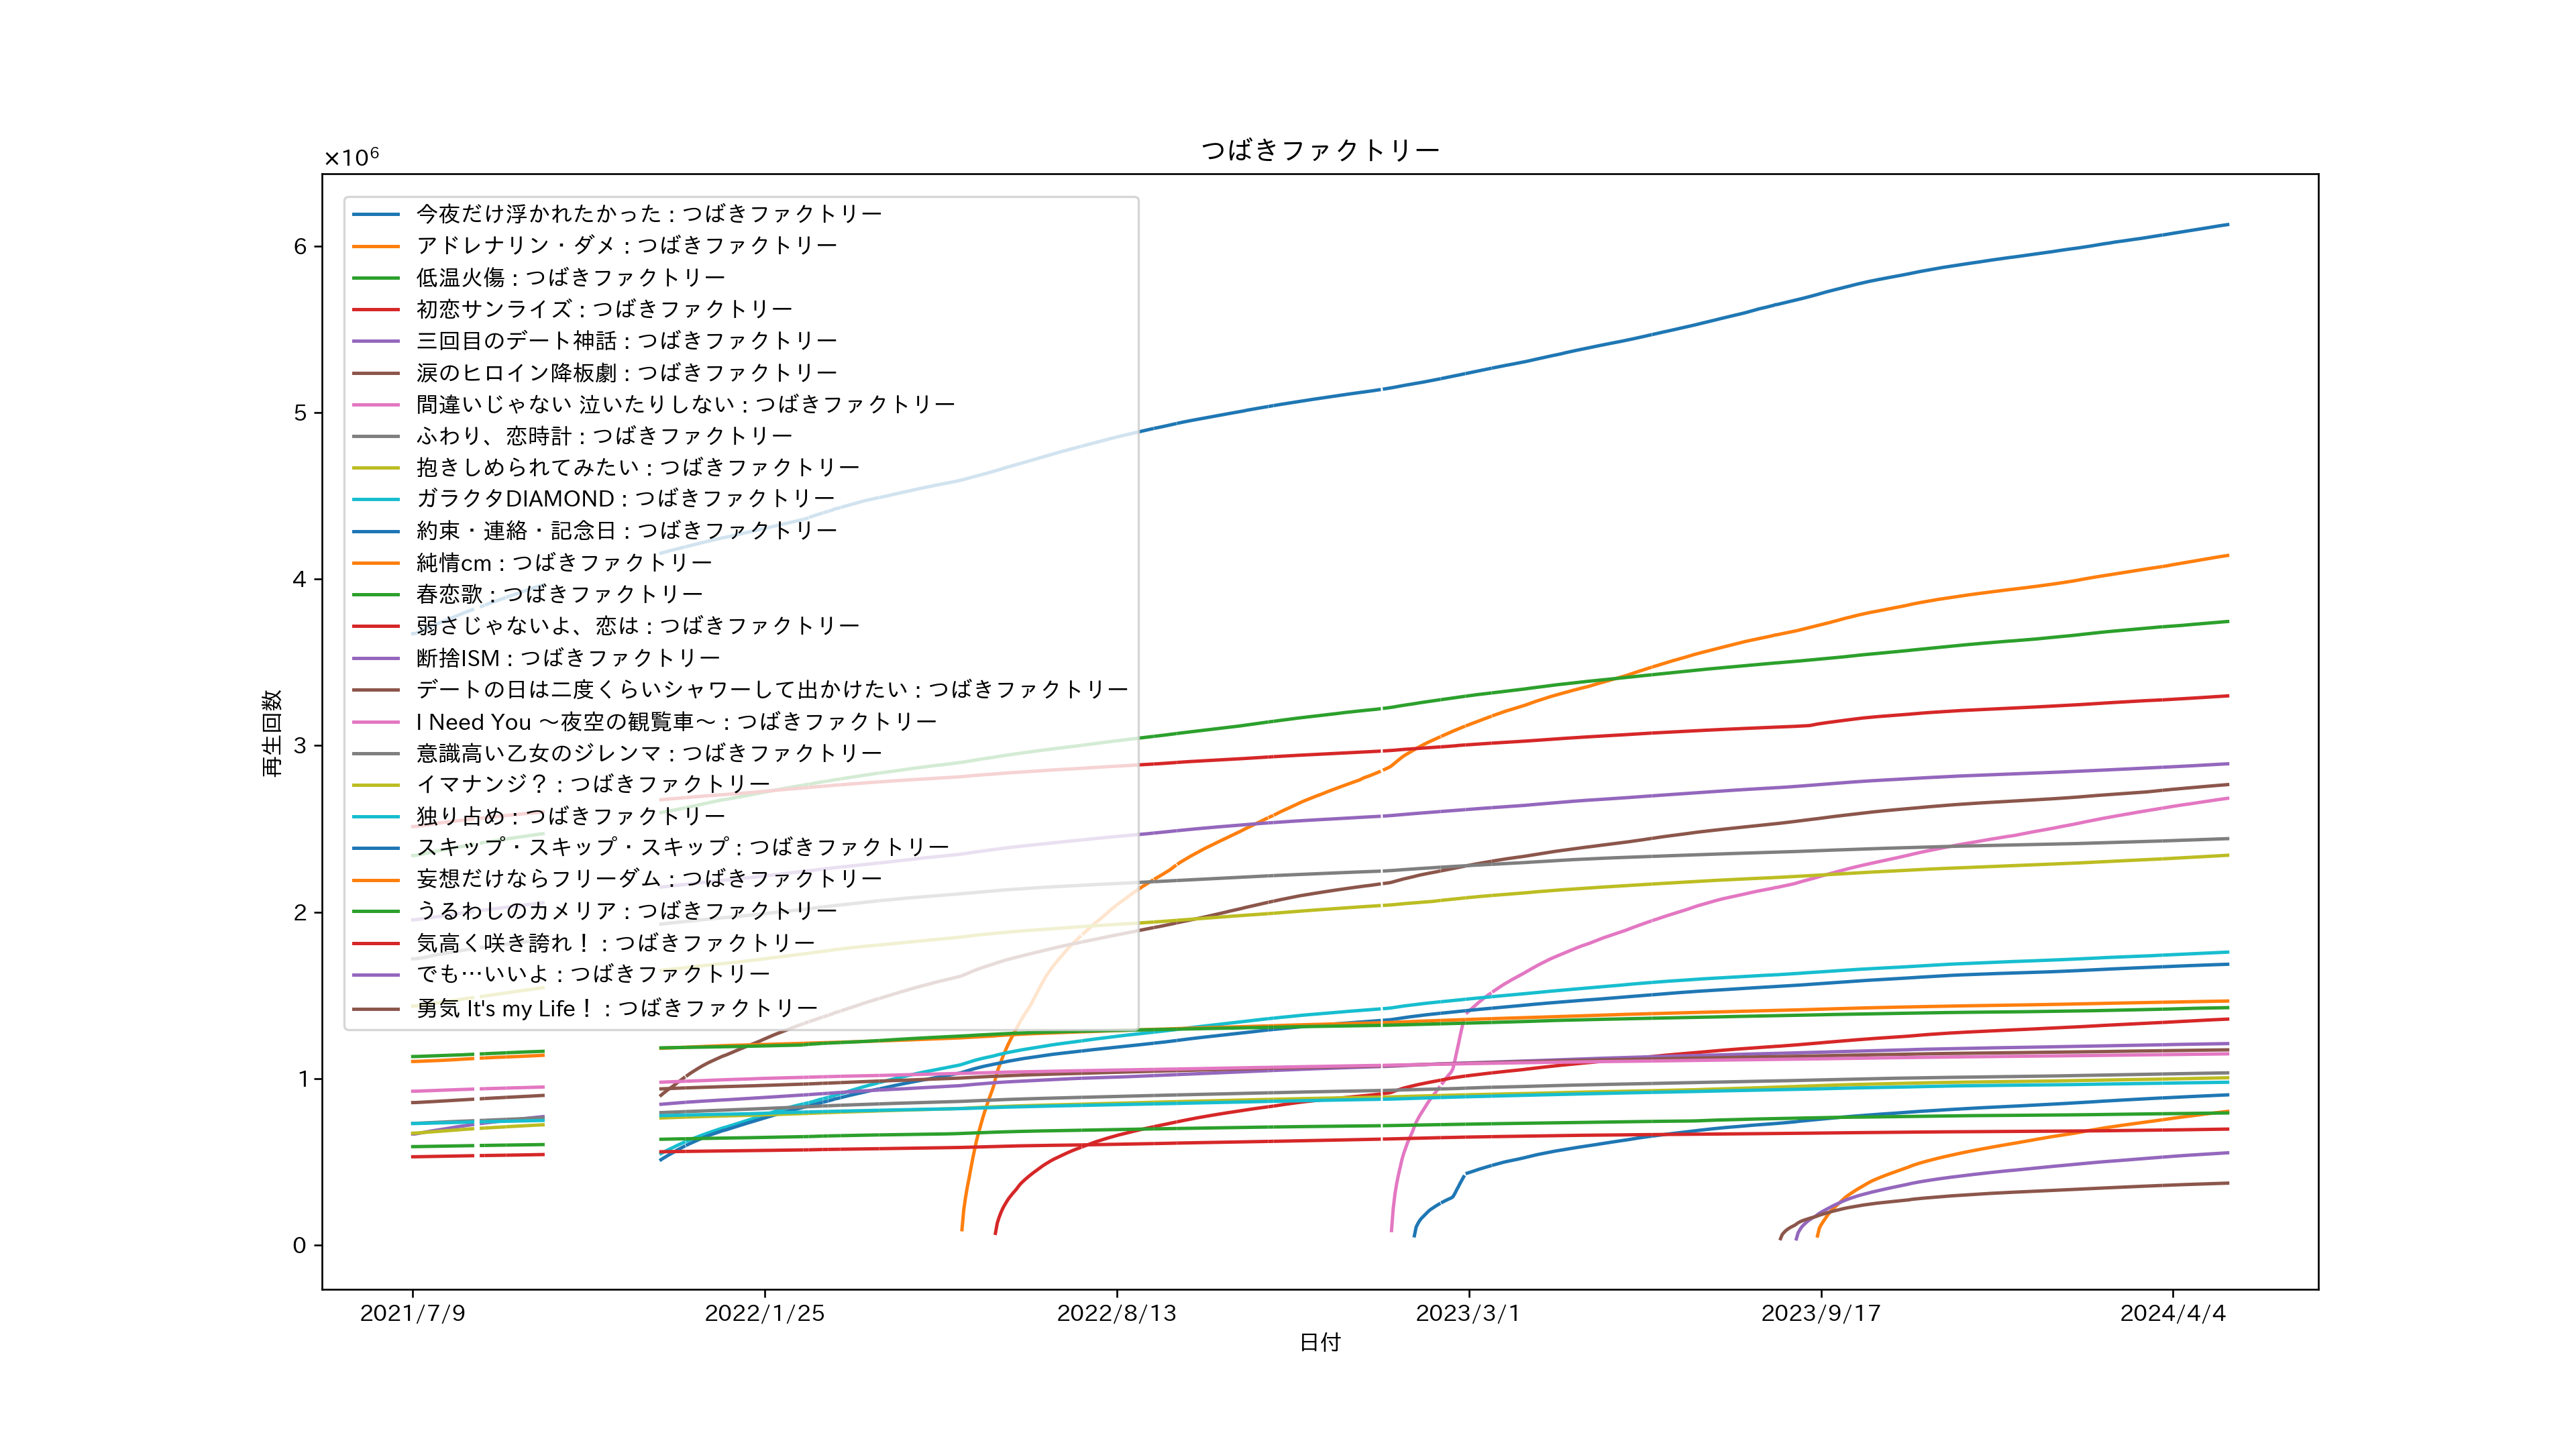 つばきファクトリー
×10⁶
今夜だけ浮かれたかった : つばきファクトリー
アドレナリン・ダメ : つばきファクトリー
低温火傷 : つばきファクトリー
初恋サンライズ : つばきファクトリー
三回目のデート神話 : つばきファクトリー
涙のヒロイン降板劇 : つばきファクトリー
間違いじゃない 泣いたりしない : つばきファクトリー
ふわり、恋時計 : つばきファクトリー
抱きしめられてみたい : つばきファクトリー
ガラクタDIAMOND : つばきファクトリー
約束・連絡・記念日 : つばきファクトリー
純情cm : つばきファクトリー
春恋歌 : つばきファクトリー
弱さじゃないよ、恋は : つばきファクトリー
断捨ISM : つばきファクトリー
デートの日は二度くらいシャワーして出かけたい : つばきファクトリー
I Need You 〜夜空の観覧車〜 : つばきファクトリー
意識高い乙女のジレンマ : つばきファクトリー
イマナンジ？ : つばきファクトリー
独り占め : つばきファクトリー
スキップ・スキップ・スキップ : つばきファクトリー
妄想だけならフリーダム : つばきファクトリー
うるわしのカメリア : つばきファクトリー
気高く咲き誇れ！ : つばきファクトリー
でも…いいよ : つばきファクトリー
勇気 It's my Life！ : つばきファクトリー
6
5
4
3
2
1
0
再生回数
2021/7/9
2022/1/25
2022/8/13
2023/3/1
2023/9/17
2024/4/4
日付